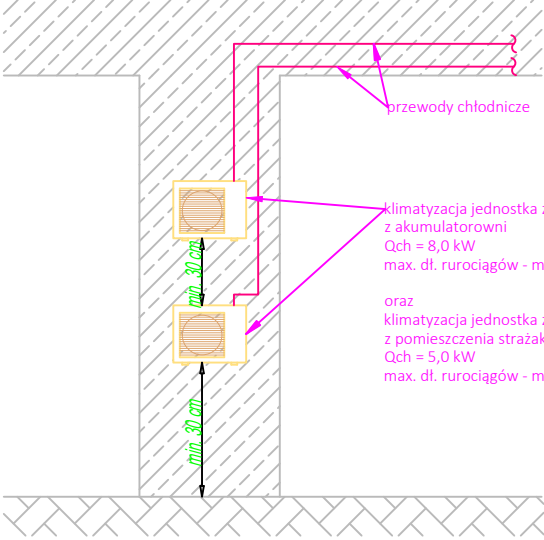 przewody chłodnicze
klimatyzacja jednostka
z akumulatorowni
Qch = 8,0 kW
max. dł. rurociągów -
min. 30 cm
oraz
klimatyzacja jednostka
z pomieszczenia
Qch = 5,0 kW
max. dł. rurociągów -
min. 30 cm